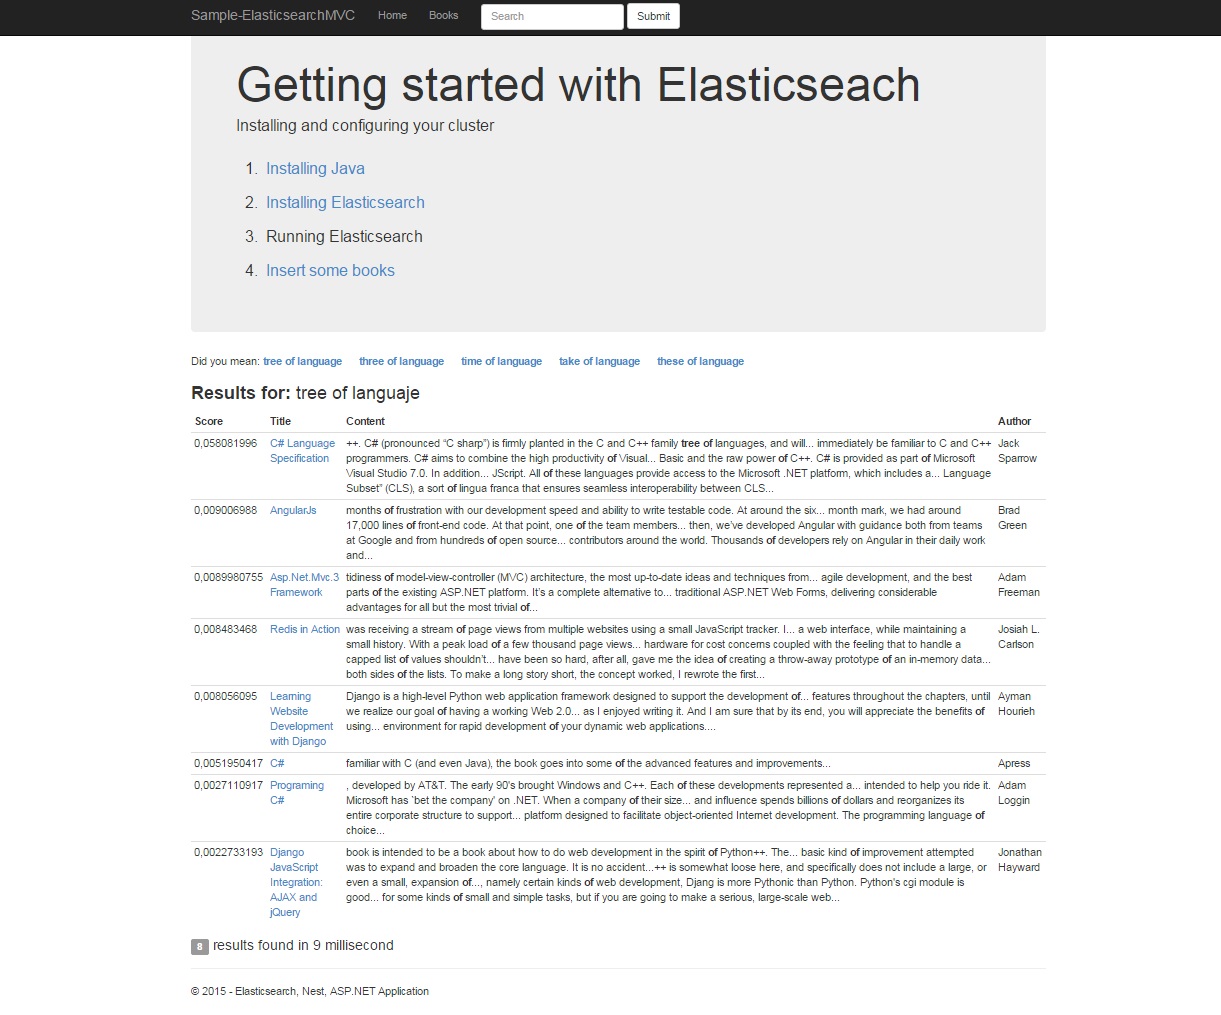 Sample-ElasticsearchMVC Home Books Search Submit
Getting started with Elasticseach
Installing and configuring your cluster
1. Installing Java
2. Installing Elasticsearch
3. Running Elasticsearch
4. Insert some books
Did you mean: tree of language three of language time of language take of language these of language
Results for: tree of languaje
Score Title Content Author
0,058081996 C# Language Specification ++. C# (pronounced “C sharp”) is firmly planted in the C and C++ family tree of languages, and will... immediately be familiar to C and C++ Jack Sparrow
programmers. C# aims to combine the high productivity of Visual... Basic and the raw power of C++. C# is provided as part of Microsoft
Visual Studio 7.0. In addition... JScript. All of these languages provide access to the Microsoft .NET platform, which includes a... Language
Subset” (CLS), a sort of lingua franca that ensures seamless interoperability between CLS...
0,009006988 AngularJs months of frustration with our development speed and ability to write testable code. At around the six... month mark, we had around Brad Green
17,000 lines of front-end code. At that point, one of the team members... then, we’ve developed Angular with guidance both from teams
at Google and from hundreds of open source... contributors around the world. Thousands of developers rely on Angular in their daily work
and...
0,0089980755 Asp.Net.Mvc.3 Framework tidiness of model-view-controller (MVC) architecture, the most up-to-date ideas and techniques from... agile development, and the best Adam Freeman
parts of the existing ASP.NET platform. It’s a complete alternative to... traditional ASP.NET Web Forms, delivering considerable
advantages for all but the most trivial of...
0,008483468 Redis in Action was receiving a stream of page views from multiple websites using a small JavaScript tracker. I... a web interface, while maintaining a Josiah L. Carlson
small history. With a peak load of a few thousand page views... hardware for cost concerns coupled with the feeling that to handle a
capped list of values shouldn’t... have been so hard, after all, gave me the idea of creating a throw-away prototype of an in-memory data...
both sides of the lists. To make a long story short, the concept worked, I rewrote the first...
0,008056095 Learning Website Development with Django Django is a high-level Python web application framework designed to support the development of... features throughout the chapters, until Ayman Hourieh
we realize our goal of having a working Web 2.0... as I enjoyed writing it. And I am sure that by its end, you will appreciate the benefits of
using... environment for rapid development of your dynamic web applications....
0,0051950417 C# familiar with C (and even Java), the book goes into some of the advanced features and improvements... Apress
0,0027110917 Programing C# , developed by AT&T. The early 90's brought Windows and C++. Each of these developments represented a... intended to help you ride it. Adam Loggin
Microsoft has `bet the company' on .NET. When a company of their size... and influence spends billions of dollars and reorganizes its
entire corporate structure to support... platform designed to facilitate object-oriented Internet development. The programming language of
choice...
0,0022733193 Django JavaScript Integration: AJAX and jQuery book is intended to be a book about how to do web development in the spirit of Python++. The... basic kind of improvement attempted Jonathan Hayward
was to expand and broaden the core language. It is no accident...++ is somewhat loose here, and specifically does not include a large, or
even a small, expansion of..., namely certain kinds of web development, Djang is more Pythonic than Python. Python's cgi module is
good... for some kinds of small and simple tasks, but if you are going to make a serious, large-scale web...
8 results found in 9 millisecond
© 2015 - Elasticsearch, Nest, ASP.NET Application